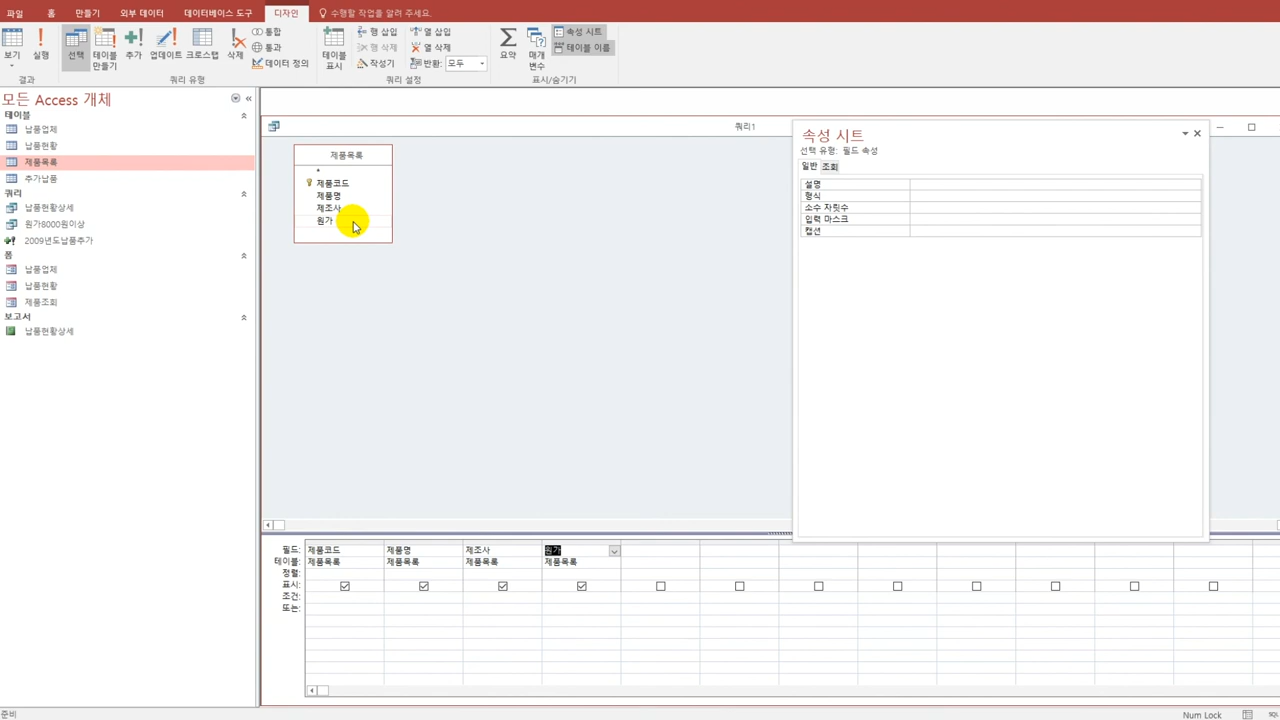 파일 홈 만들기 외부 데이터 데이터베이스 도구 디자인 수행할 작업을 알려 주세요.
보기 실행 선택 테이블 만들기 추가 업데이트 크로스탭 삭제 통합 통과 데이터 정의 테이블 표시 행 삽입 행 삭제 작성기 열 삽입 열 삭제 반환: 모두 요약 매개 변수 속성 시트 테이블 이름
결과 쿼리 유형 쿼리 설정 표시/숨기기
모든 Access 개체
테이블
납품업체
납품현황
제품목록
추가납품
쿼리
납품현황상세
원가8000원이상
2009년도납품추가
폼
납품업체
납품현황
제품조회
보고서
납품현황상세
쿼리1
제품목록
*
제품코드
제품명
제조사
원가
속성 시트
선택 유형: 필드 속성
일반 조회
설명
형식
소수 자릿수
입력 마스크
캡션
필드: 제품코드 제품명 제조사 원가
테이블: 제품목록 제품목록 제품목록 제품목록
정렬:
표시:
조건:
또는:
준비 Num Lock SQL